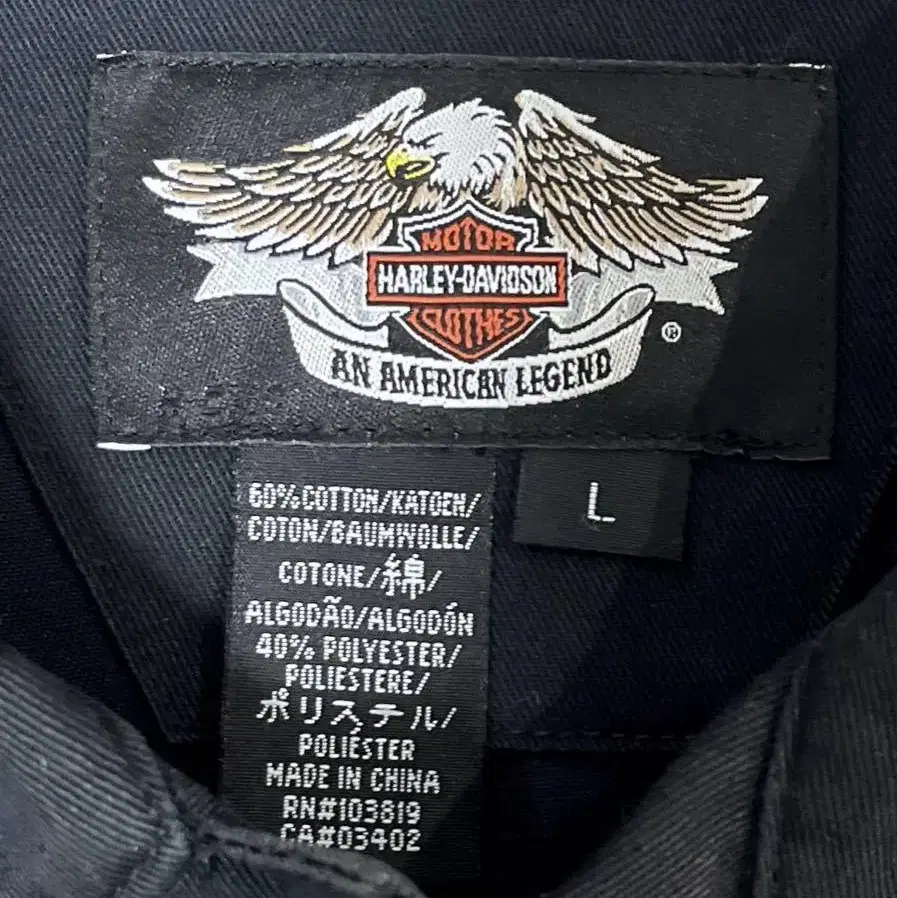 MOTOR
HARLEY-DAVIDSON
CLOTHES
®
AN AMERICAN LEGEND
L
60% COTTON/KATOEN/
COTON/BAUMWOLLE/
COTONE/綿/
ALGODÃO/ALGODÓN
40% POLYESTER/
POLIESTERE/
ポリステル/
POLIÉSTER
MADE IN CHINA
RN#103819
CA#03402